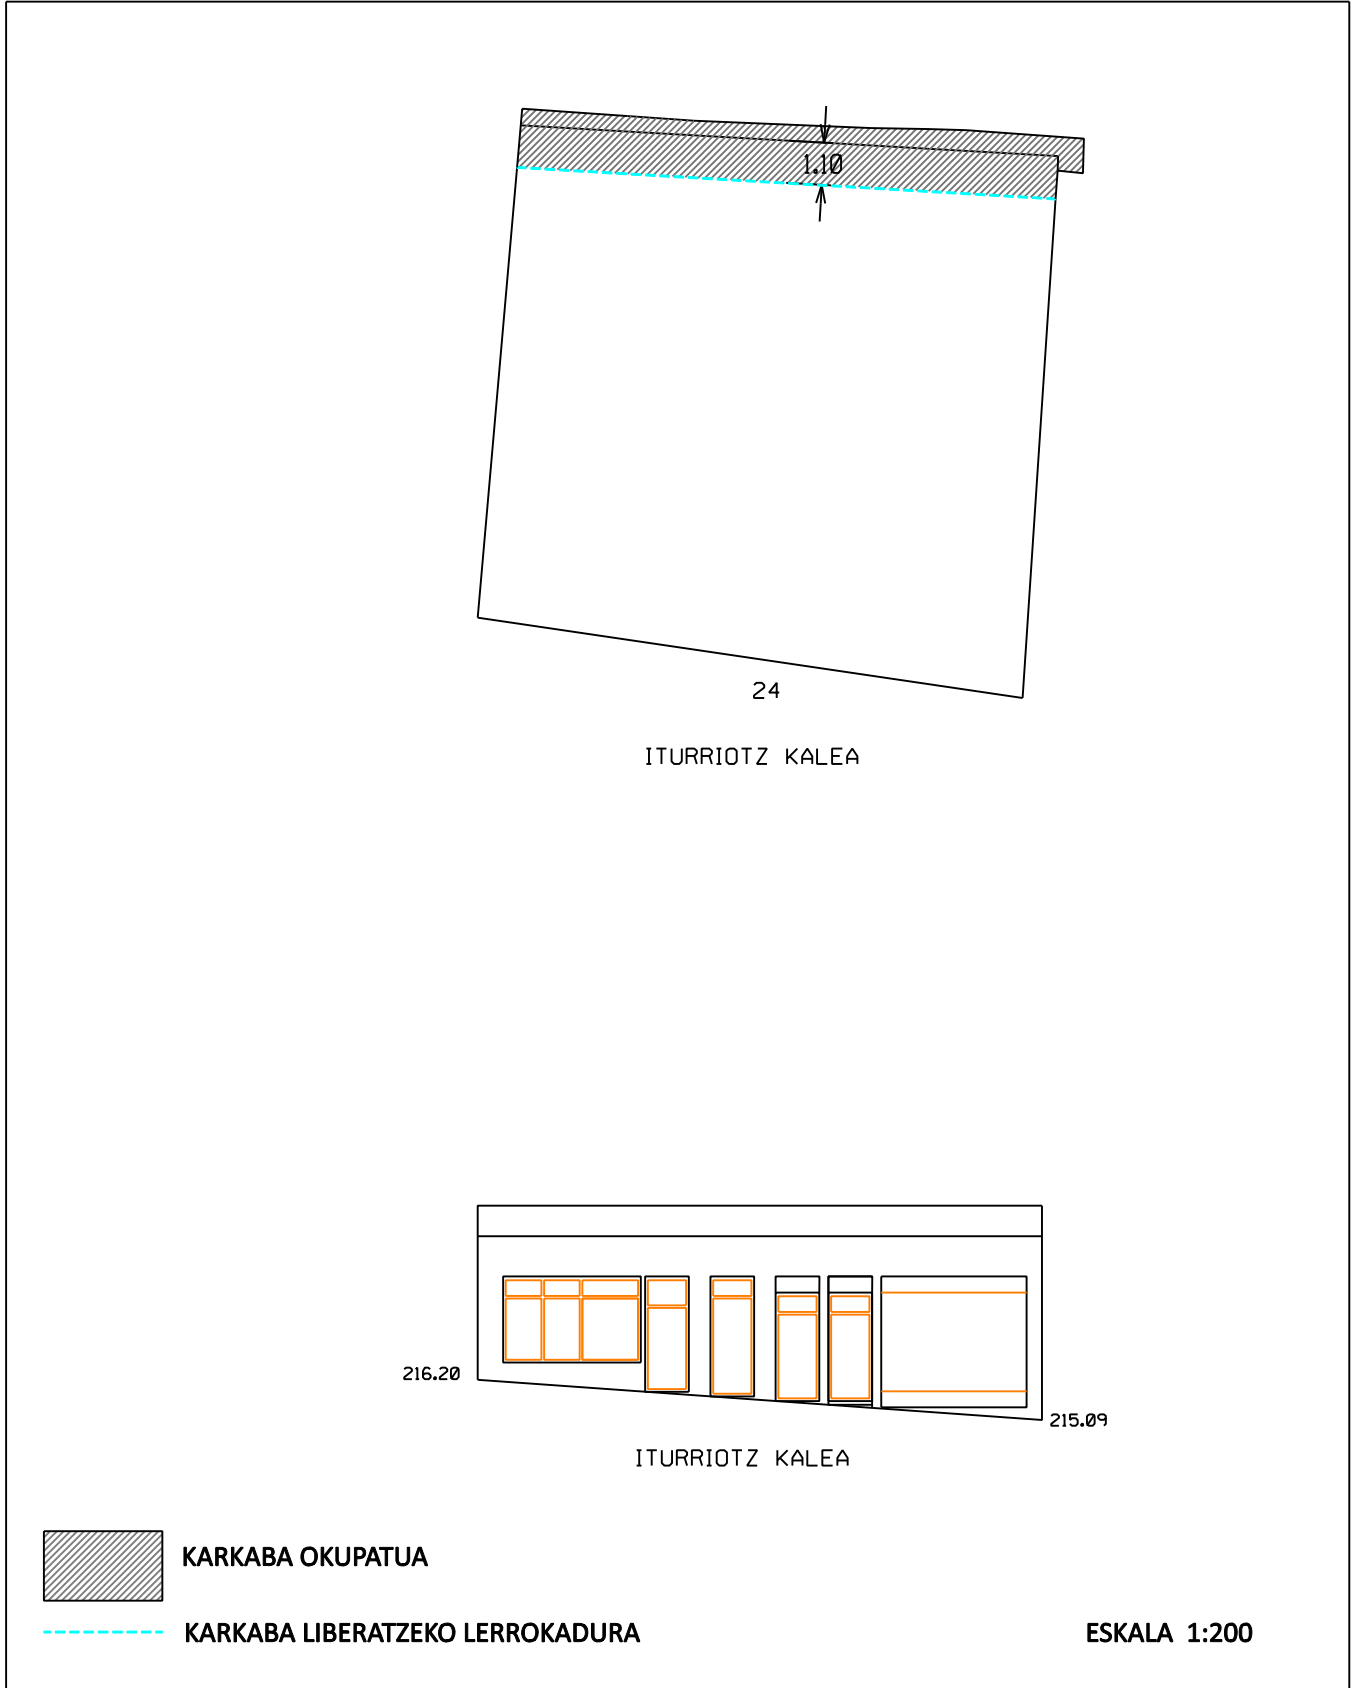 1.10
24
ITURRIOTZ KALEA
216.20
215.09
ITURRIOTZ KALEA
KARKABA OKUPATUA
KARKABA LIBERATZEKO LERROKADURA
ESKALA 1:200